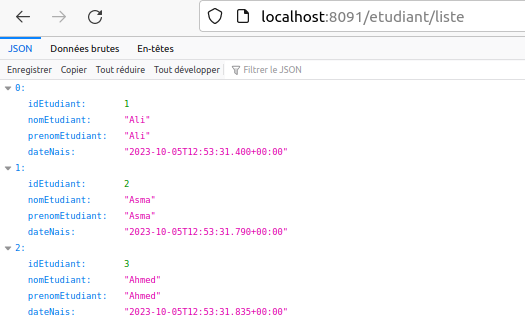 localhost:8091/etudiant/liste
JSON Données brutes En-têtes
Enregistrer Copier Tout réduire Tout développer Filtrer le JSON
0:
idEtudiant: 1
nomEtudiant: "Ali"
prenomEtudiant: "Ali"
dateNais: "2023-10-05T12:53:31.400+00:00"
1:
idEtudiant: 2
nomEtudiant: "Asma"
prenomEtudiant: "Asma"
dateNais: "2023-10-05T12:53:31.790+00:00"
2:
idEtudiant: 3
nomEtudiant: "Ahmed"
prenomEtudiant: "Ahmed"
dateNais: "2023-10-05T12:53:31.835+00:00"